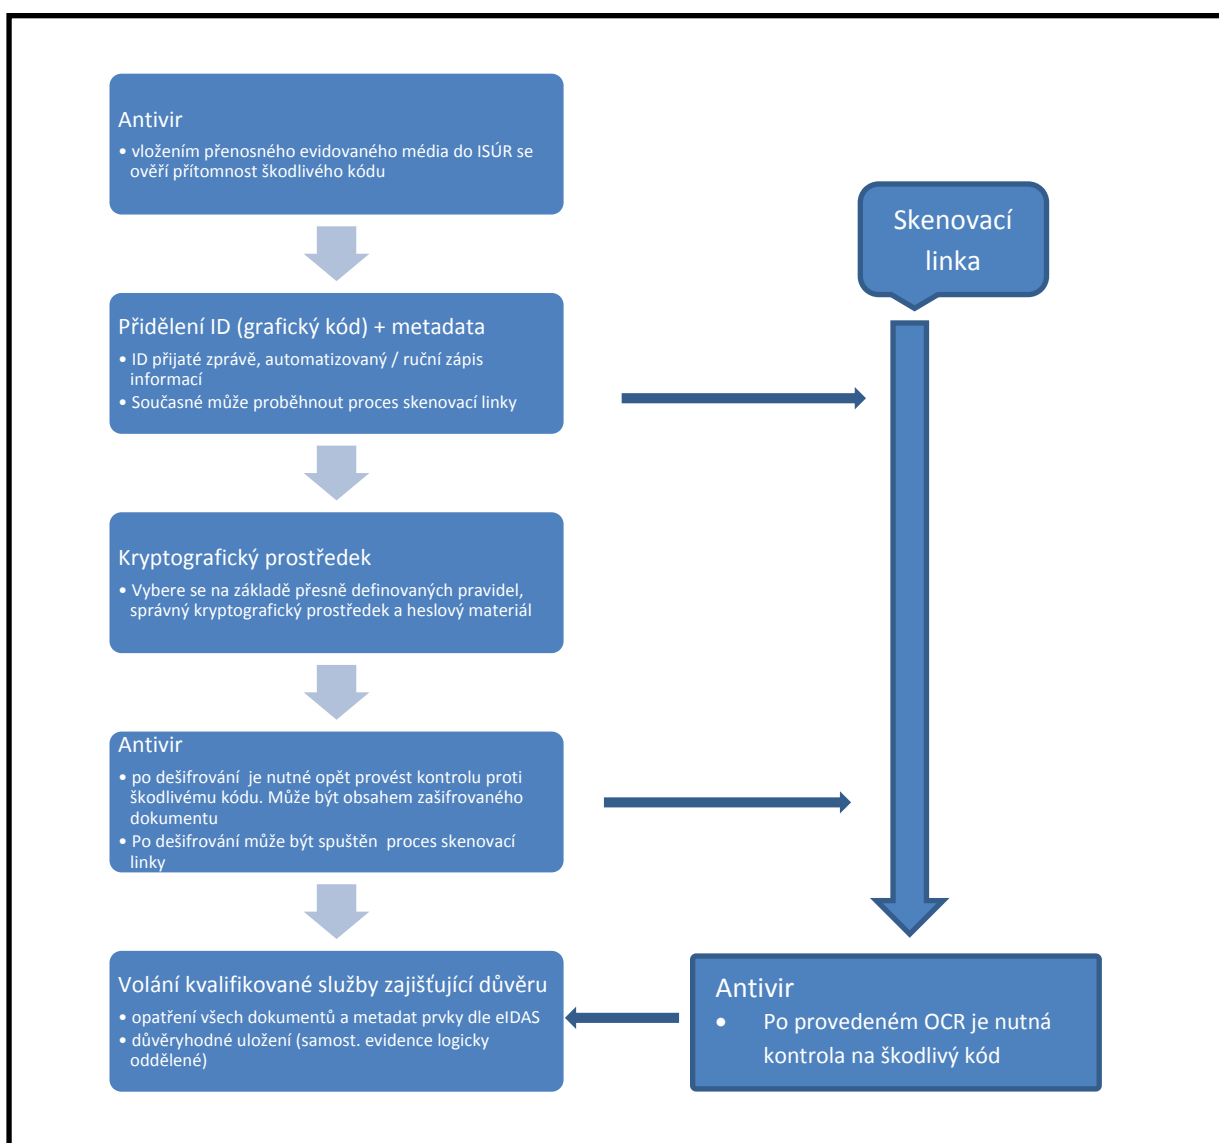 Antivir
• vložením přenosného evidovaného média do ISÚR se
ověří přítomnost škodlivého kódu
Skenovací
linka
Přidělení ID (grafický kód) + metadata
• ID přijaté zprávě, automatizovaný / ruční zápis
informací
• Současné může proběhnout proces skenovací linky
Kryptografický prostředek
• Vybere se na základě přesně definovaných pravidel,
správný kryptografický prostředek a heslový materiál
Antivir
• po dešifrování je nutné opět provést kontrolu proti
škodlivému kódu. Může být obsahem zašifrovaného
dokumentu
• Po dešifrování může být spuštěn proces skenovací
linky
Volání kvalifikované služby zajišťující důvěru
• opatření všech dokumentů a metadat prvky dle eIDAS
• důvěryhodné uložení (samost. evidence logicky
oddělené)
Antivir
• Po provedeném OCR je nutná
kontrola na škodlivý kód